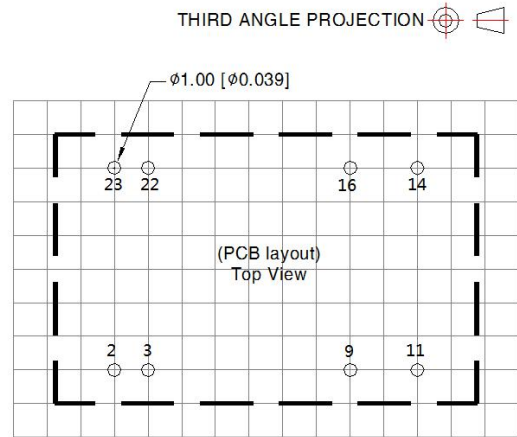 THIRD ANGLE PROJECTION
ø1.00 [ø0.039]
23 22 16 14
(PCB layout)
Top View
2 3 9 11